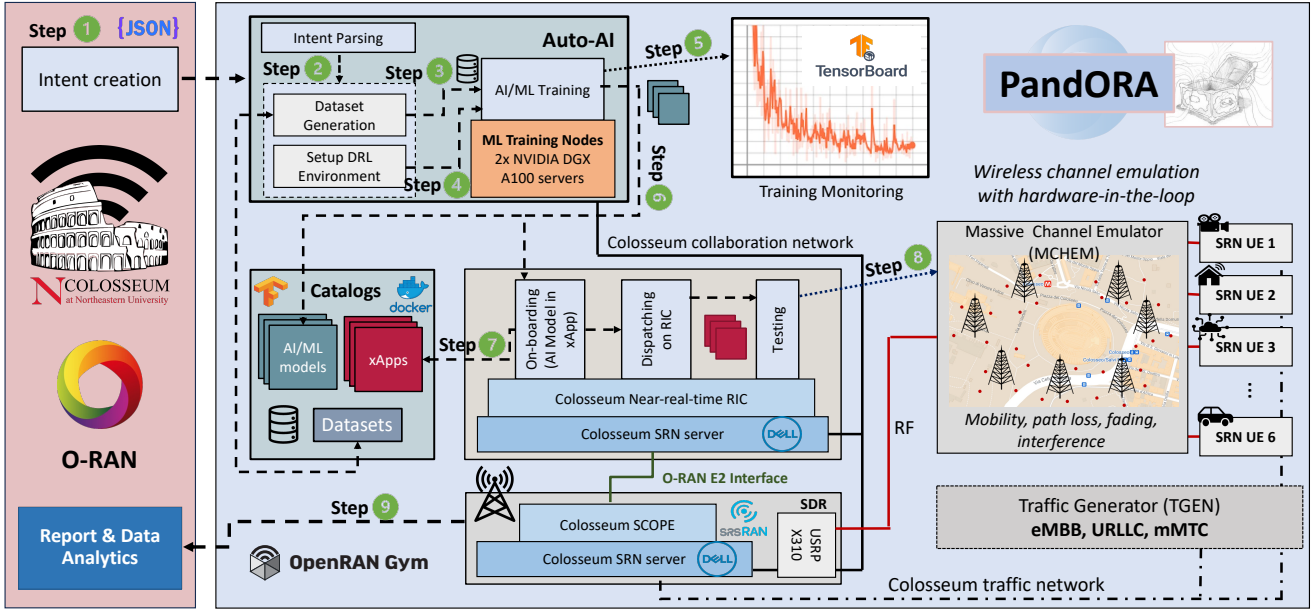 Step 1 {JSON}
Intent creation
N COLOSSEUM
at Northeastern University
O-RAN
Report & Data
Analytics
Intent Parsing
Auto-AI
Step 2
Step 3
Dataset
Generation
Setup DRL
Environment
Step 4
AI/ML Training
ML Training Nodes
2x NVIDIA DGX
A100 servers
Step 5
Step 6
TensorBoard
Training Monitoring
PandORA
Wireless channel emulation
with hardware-in-the-loop
Colosseum collaboration network
Catalogs
docker
AI/ML
models
xApps
Datasets
Step 7
On-boarding
(AI Model in
xApp)
Dispatching
on RIC
Testing
Colosseum Near-real-time RIC
Colosseum SRN server
DELL
Step 8
Massive Channel Emulator
(MCHEM)
Mobility, path loss, fading,
interference
SRN UE 1
SRN UE 2
SRN UE 3
...
SRN UE 6
RF
O-RAN E2 Interface
Step 9
OpenRAN Gym
Colosseum SCOPE
srsRAN
Colosseum SRN server
DELL
SDR
USRP
X310
Traffic Generator (TGEN)
eMBB, URLLC, mMTC
Colosseum traffic network